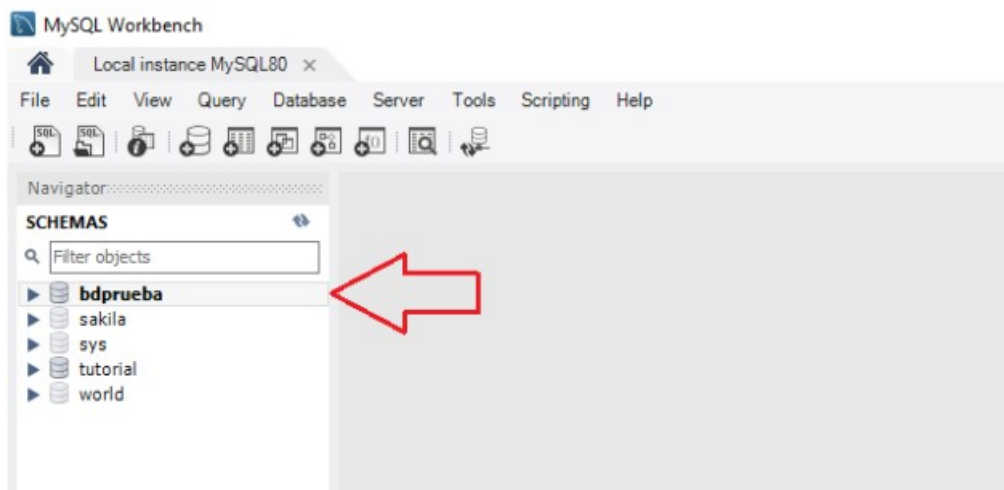 MySQL Workbench
Local instance MySQL80 ×
File Edit View Query Database Server Tools Scripting Help
Navigator
SCHEMAS
Filter objects
bdprueba
sakila
sys
tutorial
world